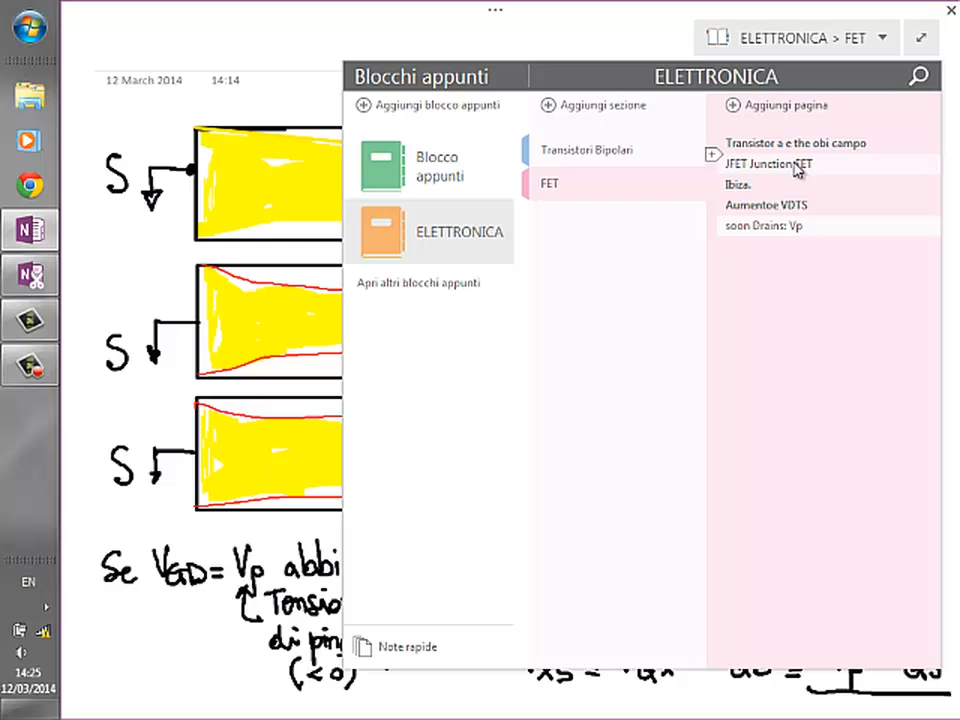 ELETTRONICA > FET
12 March 2014 14:14
Blocchi appunti
ELETTRONICA
Aggiungi blocco appunti
Aggiungi sezione
Aggiungi pagina
Blocco appunti
ELETTRONICA
Apri altri blocchi appunti
Transistori Bipolari
FET
Transistor a e the obi campo
JFET Junction FET
Ibiza.
Aumentoe VDTS
soon Drains: Vp
Note rapide
S
S
S
Se VGD = Vp abbi
Tensio
di pin
(<0)
EN
14:25
12/03/2014